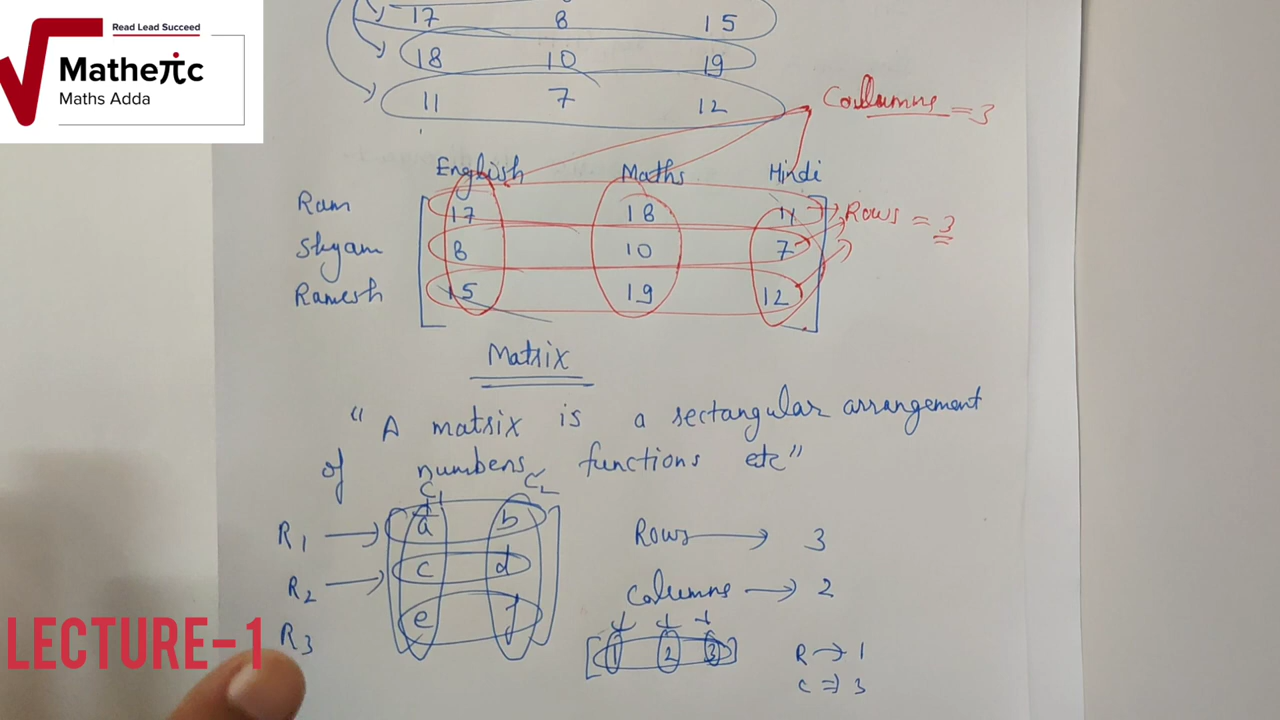 Read Lead Succeed
Matheπc
Maths Adda
17 8 15
18 10 19
11 7 12
Coulumns = 3
English Maths Hindi
Ram 17 18 11 Rows = 3
Shyam 8 10 7
Ramesh 15 19 12
Matrix
"A matrix is a rectangular arrangement
of numbers, functions etc"
C1 C2
R1 a b Rows 3
R2 c d columns 2
R3 e f
1 2 3 R 1
C 3
LECTURE-1